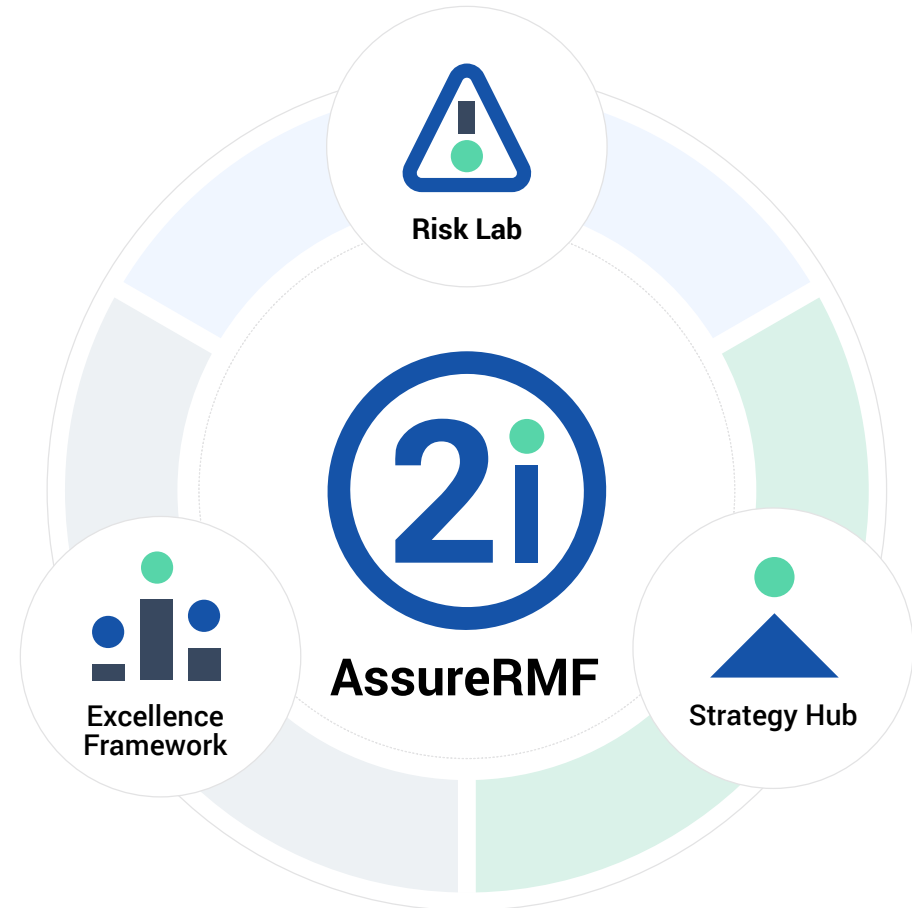 Risk Lab
2i
AssureRMF
Excellence
Framework
Strategy Hub